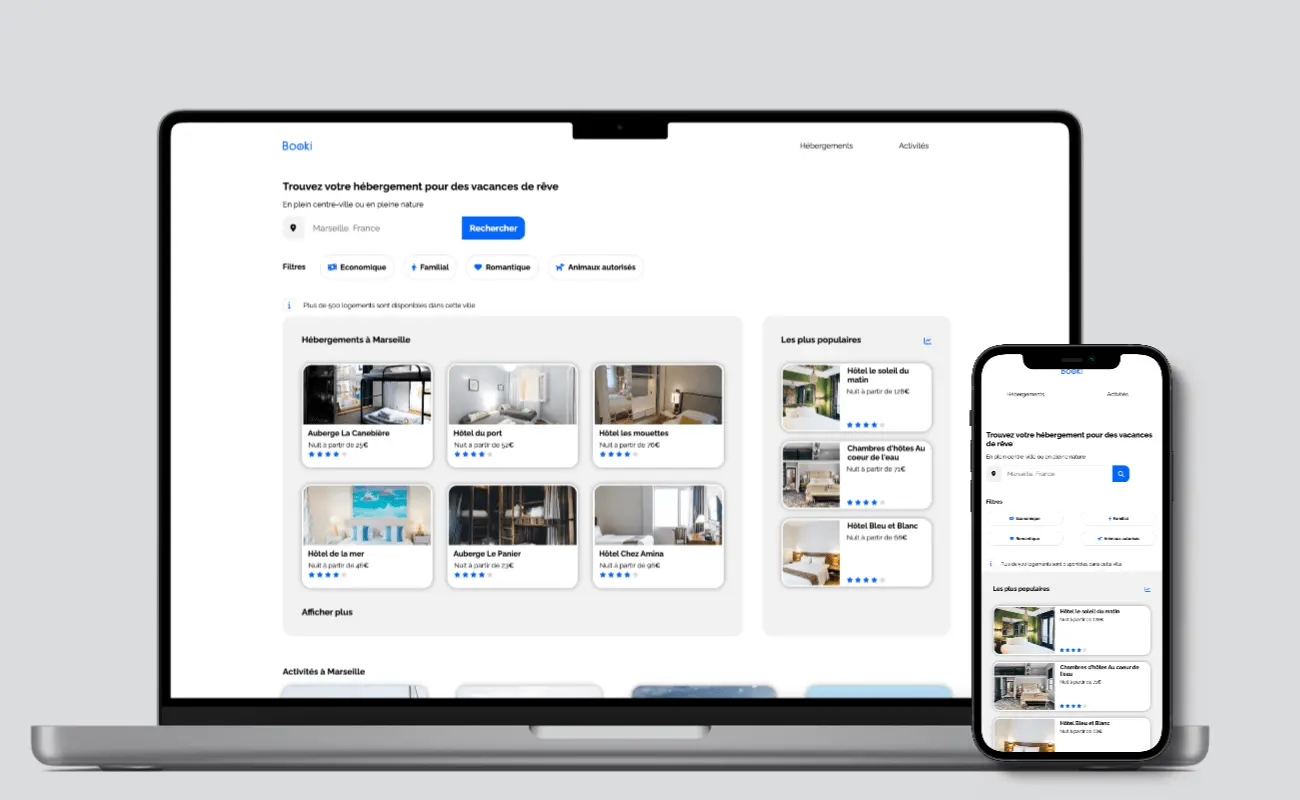 Booki
Hébergements
Activités
Trouvez votre hébergement pour des vacances de rêve
En plein centre-ville ou en pleine nature
Marseille, France
Rechercher
Filtres
Economique
Familial
Romantique
Animaux autorisés
Plus de 500 logements sont disponibles dans cette ville
Hébergements à Marseille
Auberge La Canebière
Nuit à partir de 25€
Hôtel du port
Nuit à partir de 52€
Hôtel les mouettes
Nuit à partir de 76€
Hôtel de la mer
Nuit à partir de 46€
Auberge Le Panier
Nuit à partir de 23€
Hôtel Chez Amina
Nuit à partir de 96€
Afficher plus
Les plus populaires
Hôtel le soleil du
matin
Nuit à partir de 128€
Chambres d'hôtes Au
coeur de l'eau
Nuit à partir de 71€
Hôtel Bleu et Blanc
Nuit à partir de 68€
Activités à Marseille
Booki
Hébergements
Activités
Trouvez votre hébergement pour des vacances
de rêve
En plein centre-ville ou en pleine nature
Marseille, France
Filtres
Economique
Familial
Romantique
Animaux autorisés
Plus de 500 logements sont disponibles dans cette ville
Les plus populaires
Hôtel le soleil du matin
Nuit à partir de 128€
Chambres d'hôtes Au coeur de
l'eau
Nuit à partir de 71€
Hôtel Bleu et Blanc
Nuit à partir de 68€